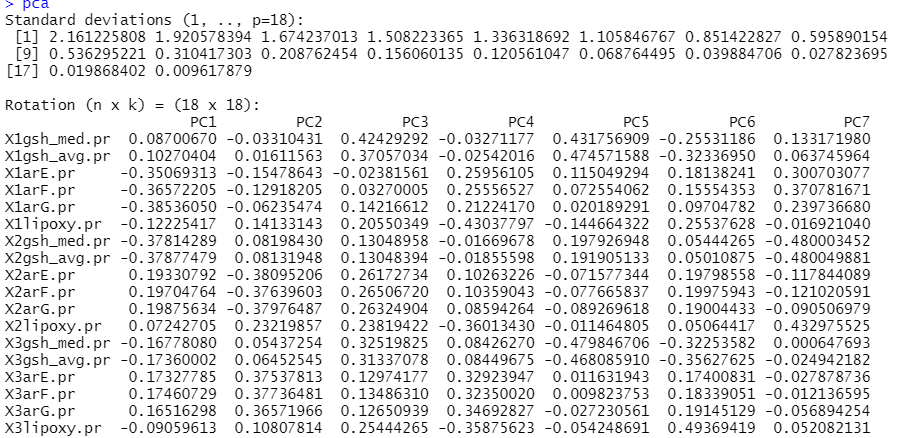 > pca
Standard deviations (1, .., p=18):
 [1] 2.161225808 1.920578394 1.674237013 1.508223365 1.336318692 1.105846767 0.851422827 0.595890154
 [9] 0.536295221 0.310417303 0.208762454 0.156060135 0.120561047 0.068764495 0.039884706 0.027823695
[17] 0.019868402 0.009617879

Rotation (n x k) = (18 x 18):
                   PC1         PC2         PC3         PC4          PC5         PC6          PC7
X1gsh_med.pr  0.08700670 -0.03310431  0.42429292 -0.03271177  0.431756909 -0.25531186  0.133171980
X1gsh_avg.pr  0.10270404  0.01611563  0.37057034 -0.02542016  0.474571588 -0.32336950  0.063745964
X1arE.pr     -0.35069313 -0.15478643 -0.02381561  0.25956105  0.115049294  0.18138241  0.300703077
X1arF.pr     -0.36572205 -0.12918205  0.03270005  0.25556527  0.072554062  0.15554353  0.370781671
X1arG.pr     -0.38536050 -0.06235474  0.14216612  0.21224170  0.020189291  0.09704782  0.239736680
X1lipoxy.pr  -0.12225417  0.14133143  0.20550349 -0.43037797 -0.144664322  0.25537628 -0.016921040
X2gsh_med.pr -0.37814289  0.08198430  0.13048958 -0.01669678  0.197926948  0.05444265 -0.480003452
X2gsh_avg.pr -0.37877479  0.08131948  0.13048394 -0.01855598  0.191905133  0.05010875 -0.480049881
X2arE.pr      0.19330792 -0.38095206  0.26172734  0.10263226 -0.071577344  0.19798558 -0.117844089
X2arF.pr      0.19704764 -0.37639603  0.26506720  0.10359043 -0.077665837  0.19975943 -0.121020591
X2arG.pr      0.19875634 -0.37976487  0.26324904  0.08594264 -0.089269618  0.19004433 -0.090506979
X2lipoxy.pr   0.07242705  0.23219857  0.23819422 -0.36013430 -0.011464805  0.05064417  0.432975525
X3gsh_med.pr -0.16778080  0.05437254  0.32519825  0.08426270 -0.479846706 -0.32253582  0.000647693
X3gsh_avg.pr -0.17360002  0.06452545  0.31337078  0.08449675 -0.468085910 -0.35627625 -0.024942182
X3arE.pr      0.17327785  0.37537813  0.12974177  0.32923947  0.011631943  0.17400831 -0.027878736
X3arF.pr      0.17460729  0.37736481  0.13486310  0.32350020  0.009823753  0.18339051 -0.012136595
X3arG.pr      0.16516298  0.36571966  0.12650939  0.34692827 -0.027230561  0.19145129 -0.056894254
X3lipoxy.pr  -0.09059613  0.10807814  0.25444265 -0.35875623 -0.054248691  0.49369419  0.052082131